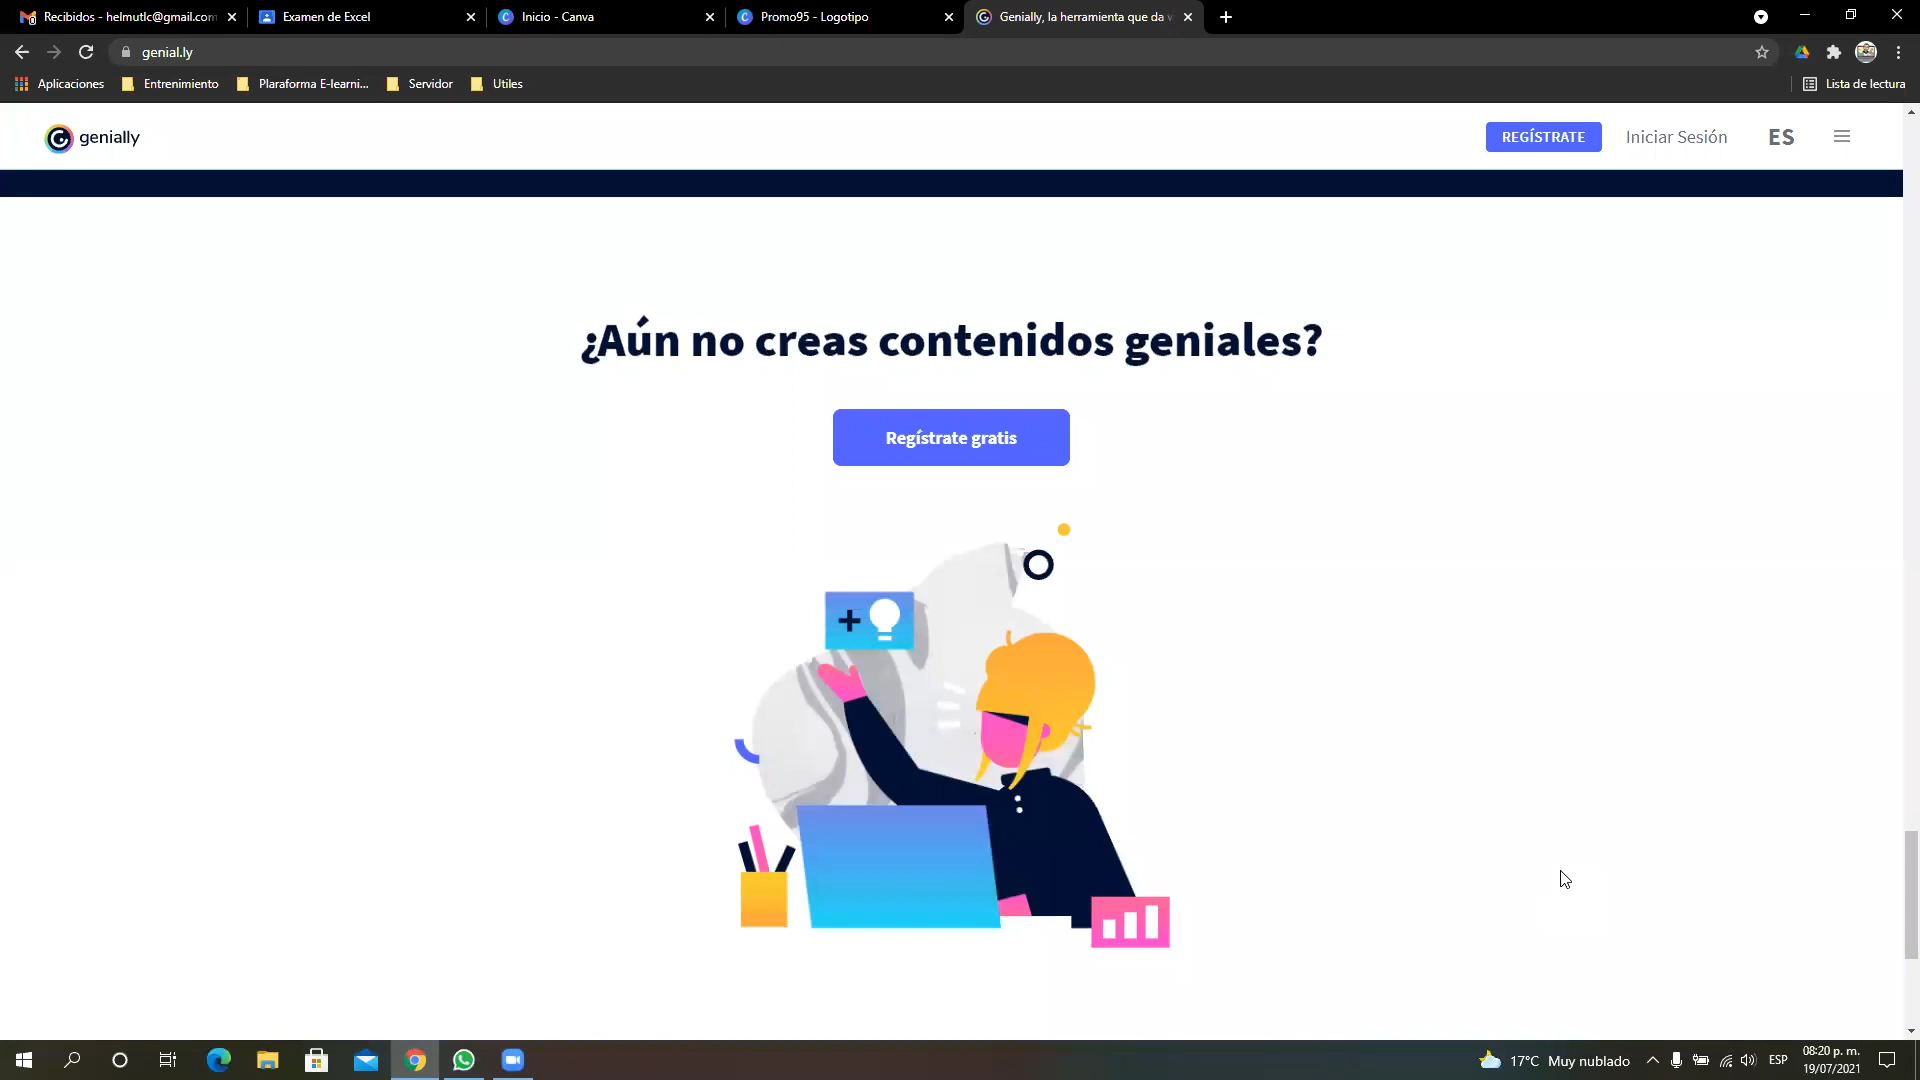 Recibidos - helmutlc@gmail.com
Examen de Excel
Inicio - Canva
Promo95 - Logotipo
Genially, la herramienta que da v
genial.ly
Aplicaciones
Entrenimiento
Plaraforma E-learni...
Servidor
Utiles
Lista de lectura
genially
REGÍSTRATE
Iniciar Sesión
ES
¿Aún no creas contenidos geniales?
Regístrate gratis
17°C Muy nublado
ESP
08:20 p. m.
19/07/2021